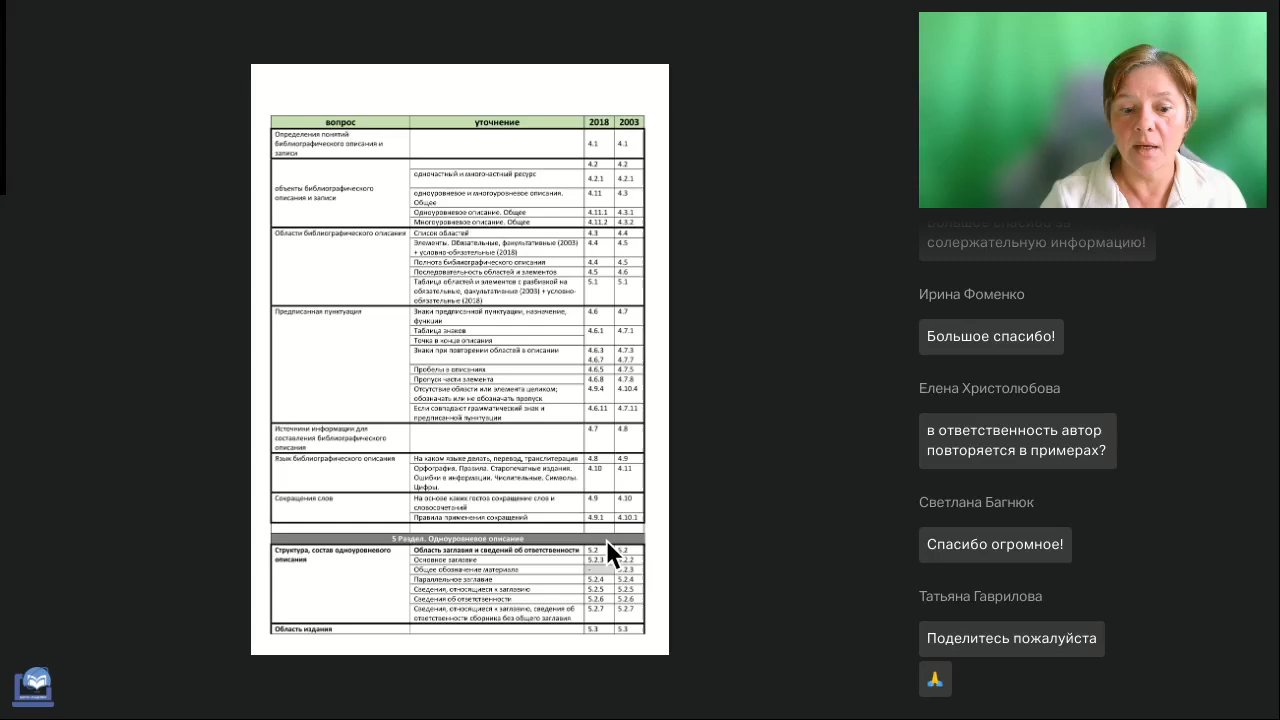 вопрос уточнение 2018 2003
Определения понятий
библиографического описания и 4.1 4.1
записи
4.2 4.2
одночастный и многочастный ресурс
4.2.1 4.2.1
объекты библиографического
описания и записи
одноуровневое и многоуровневое описания. 4.11 4.3
Общее
Одноуровневое описание. Общее 4.11.1 4.3.1
Многоуровневое описание. Общее 4.11.2 4.3.2
Области библиографического описания Список областей 4.3 4.4
Элементы. Обязательные, факультативные (2003) 4.4 4.5
+ условно-обязательные (2018)
Полнота библиографического описания 4.4 4.5
Последовательность областей и элементов 4.5 4.6
Таблица областей и элементов с разбивкой на 5.1 5.1
обязательные, факультативные (2003) + условно-
обязательные (2018)
Предписанная пунктуация Знаки предписанной пунктуации, назначение, 4.6 4.7
функции
Таблица знаков 4.6.1 4.7.1
Точка в конце описания
Знаки при повторении областей в описании 4.6.3 4.7.3
4.6.7 4.7.7
Пробелы в описаниях 4.6.5 4.7.5
Пропуск части элемента 4.6.8 4.7.8
Отсутствие области или элемента целиком; 4.9.4 4.10.4
обозначать или не обозначать пропуск
Если совпадают грамматический знак и 4.6.11 4.7.11
предписанной пунктуации
Источники информации для 4.7 4.8
составления библиографического
описания
Язык библиографического описания На каком языке делать, перевод, транслитерация 4.8 4.9
Орфография. Правила. Старопечатные издания. 4.10 4.11
Ошибки в информации. Числительные. Символы.
Цифры.
Сокращения слов На основе каких гостов сокращение слов и 4.9 4.10
словосочетаний
Правила применения сокращений 4.9.1 4.10.1
5 Раздел. Одноуровневое описание
Структура, состав одноуровневого Область заглавия и сведений об ответственности 5.2 5.2
описания Основное заглавие 5.2.3 5.2.2
Общее обозначение материала - 5.2.3
Параллельное заглавие 5.2.4 5.2.4
Сведения, относящиеся к заглавию 5.2.5 5.2.5
Сведения об ответственности 5.2.6 5.2.6
Сведения, относящиеся к заглавию, сведения об 5.2.7 5.2.7
ответственности сборника без общего заглавия
Область издания 5.3 5.3
Большое спасибо за
содержательную информацию!
Ирина Фоменко
Большое спасибо!
Елена Христолюбова
в ответственность автор
повторяется в примерах?
Светлана Багнюк
Спасибо огромное!
Татьяна Гаврилова
Поделитесь пожалуйста
🙏